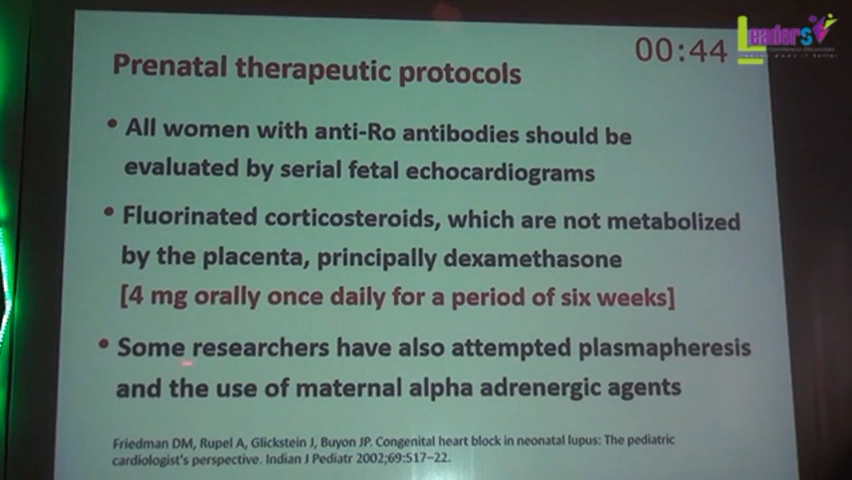 00:44
Leaders
Prenatal therapeutic protocols
• All women with anti-Ro antibodies should be
evaluated by serial fetal echocardiograms
• Fluorinated corticosteroids, which are not metabolized
by the placenta, principally dexamethasone
[4 mg orally once daily for a period of six weeks]
• Some researchers have also attempted plasmapheresis
and the use of maternal alpha adrenergic agents
Friedman DM, Rupel A, Glickstein J, Buyon JP. Congenital heart block in neonatal lupus: The pediatric
cardiologist's perspective. Indian J Pediatr 2002;69:517–22.